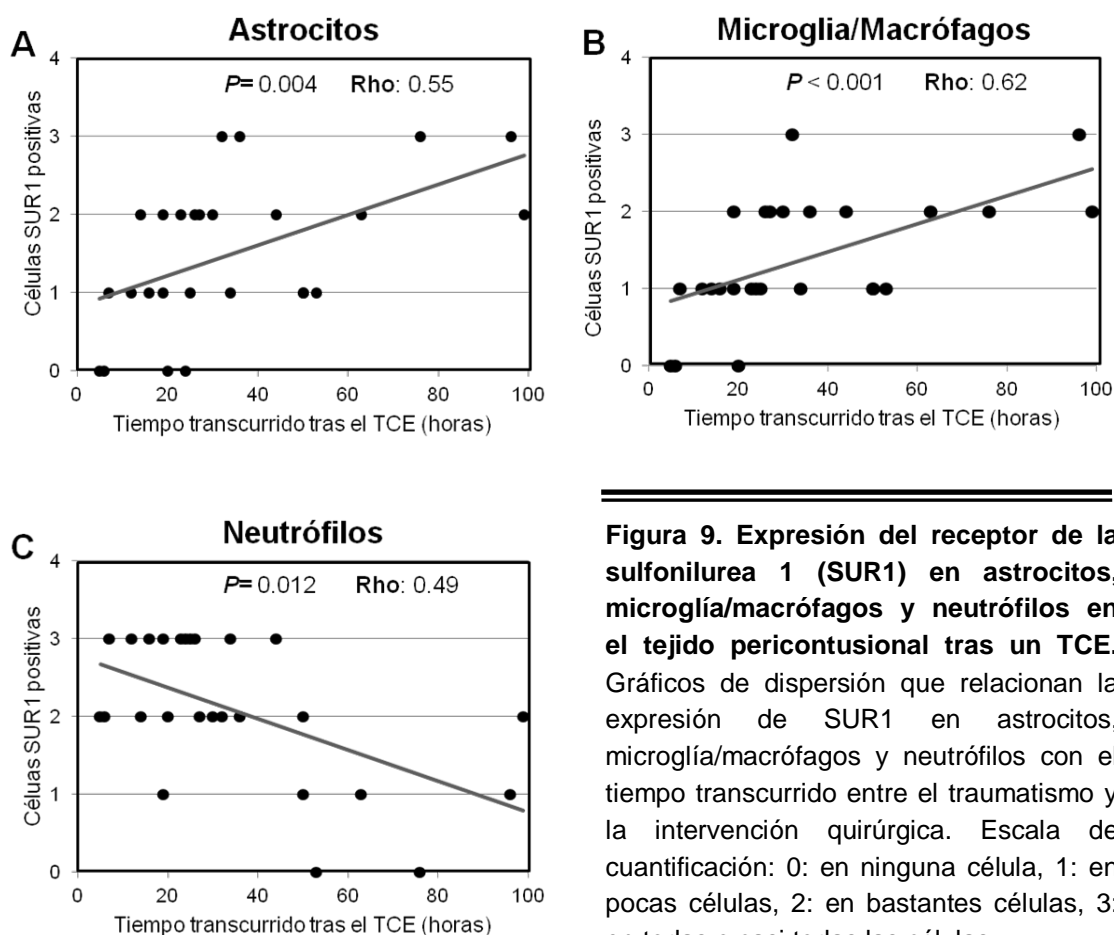 A
Astrocitos
P= 0.004 Rho: 0.55
Células SUR1 positivas
4
3
2
1
0
0 20 40 60 80 100
Tiempo transcurrido tras el TCE (horas)
B
Microglia/Macrófagos
P < 0.001 Rho: 0.62
Céluas SUR1 positivas
4
3
2
1
0
0 20 40 60 80 100
Tiempo transcurrido tras el TCE (horas)
C
Neutrófilos
P= 0.012 Rho: 0.49
Céluas SUR1 positivas
4
3
2
1
0
0 20 40 60 80 100
Tiempo transcurrido tras el TCE (horas)
Figura 9. Expresión del receptor de la
sulfonilurea 1 (SUR1) en astrocitos,
microglía/macrófagos y neutrófilos en
el tejido pericontusional tras un TCE.
Gráficos de dispersión que relacionan la
expresión de SUR1 en astrocitos,
microglía/macrófagos y neutrófilos con el
tiempo transcurrido entre el traumatismo y
la intervención quirúrgica. Escala de
cuantificación: 0: en ninguna célula, 1: en
pocas células, 2: en bastantes células, 3: